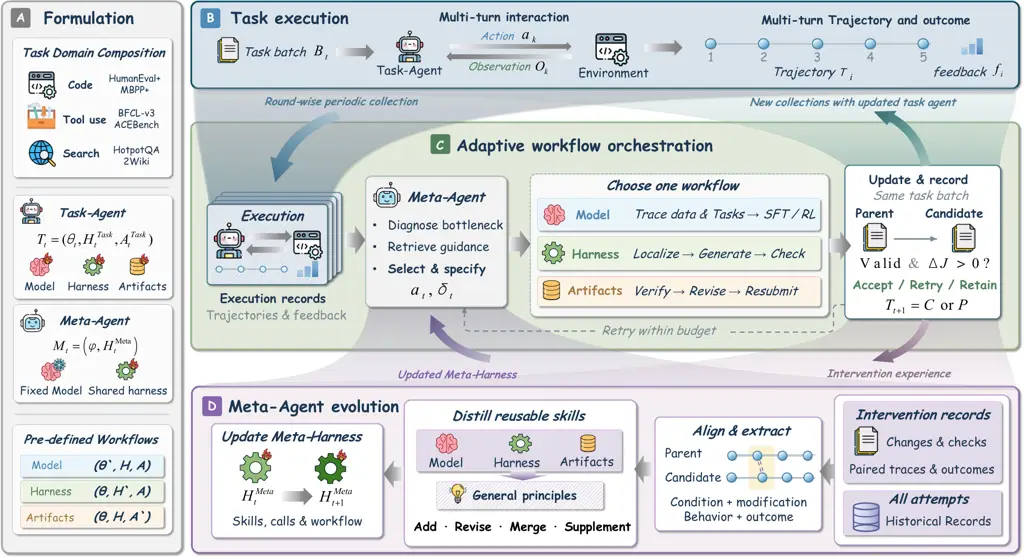 A Formulation
Task Domain Composition
Code
HumanEval+
MBPP+
Tool use
BFCL-v3
ACEBench
Search
HotpotQA
2Wiki
Task-Agent
T_t = (θ_t, H_t^Task, A_t^Task)
Model Harness Artifacts
Meta-Agent
M_t = (φ, H_t^Meta)
Fixed Model Shared harness
Pre-defined Workflows
Model (θ`, H, A)
Harness (θ, H`, A)
Artifacts (θ, H, A`)
B Task execution
Task batch B_t
Task-Agent
Multi-turn interaction
Action a_k
Observation O_k
Environment
Multi-turn Trajectory and outcome
1 2 3 4 5
Trajectory T_i
feedback f_i
Round-wise periodic collection
New collections with updated task agent
C Adaptive workflow orchestration
Execution
Execution records
Trajectories & feedback
Meta-Agent
• Diagnose bottleneck
• Retrieve guidance
• Select & specify
a_t, δ_t
Choose one workflow
Model Trace data & Tasks → SFT / RL
Harness Localize → Generate → Check
Artifacts Verify → Revise → Resubmit
Retry within budget
Update & record
Same task batch
Parent Candidate
Valid & ΔJ > 0 ?
Accept / Retry / Retain
T_t+1 = C or P
Updated Meta-Harness
Intervention experience
D Meta-Agent evolution
Update Meta-Harness
H_t^Meta H_t+1^Meta
Skills, calls & workflow
Distill reusable skills
Model Harness Artifacts
General principles
Add · Revise · Merge · Supplement
Align & extract
Parent
Candidate
Condition + modification
Behavior + outcome
Intervention records
Changes & checks
Paired traces & outcomes
All attempts
Historical Records